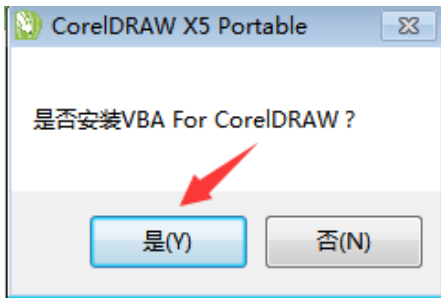 CorelDRAW X5 Portable
是否安装VBA For CorelDRAW？
是(Y)
否(N)